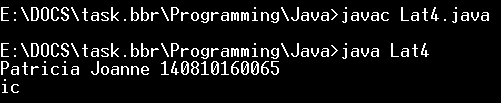 E:\DOCS\task.bbr\Programming\Java>javac Lat4.java
E:\DOCS\task.bbr\Programming\Java>java Lat4
Patricia Joanne 140810160065
ic